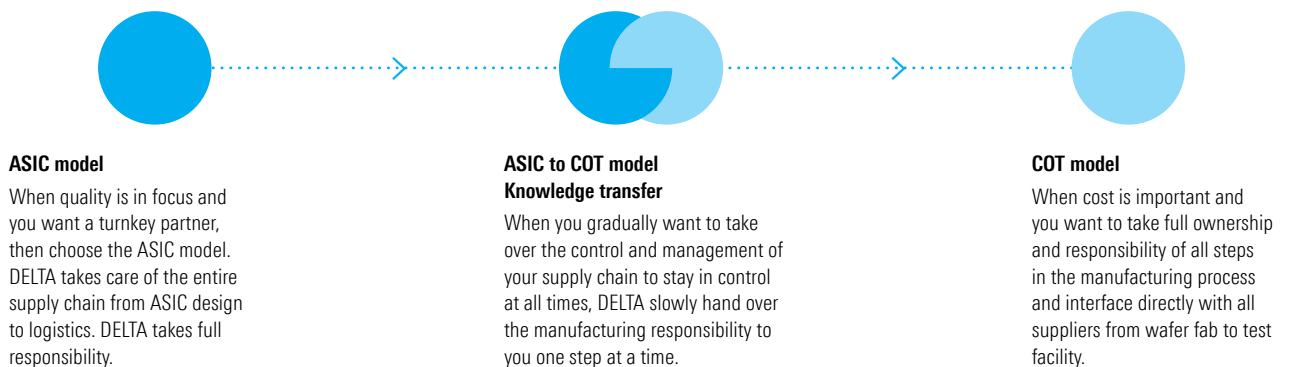 ASIC model
When quality is in focus and
you want a turnkey partner,
then choose the ASIC model.
DELTA takes care of the entire
supply chain from ASIC design
to logistics. DELTA takes full
responsibility.
ASIC to COT model
Knowledge transfer
When you gradually want to take
over the control and management of
your supply chain to stay in control
at all times, DELTA slowly hand over
the manufacturing responsibility to
you one step at a time.
COT model
When cost is important and
you want to take full ownership
and responsibility of all steps
in the manufacturing process
and interface directly with all
suppliers from wafer fab to test
facility.